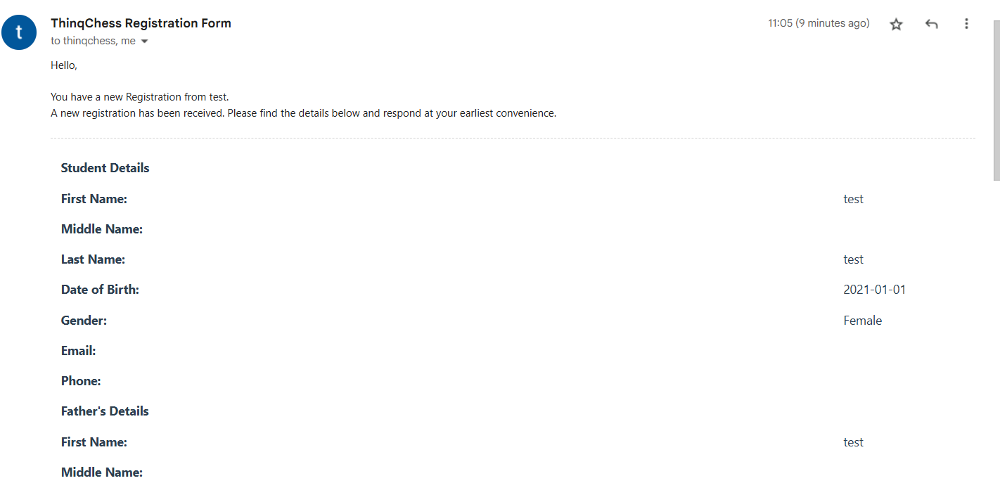 t
ThinqChess Registration Form
11:05 (9 minutes ago)
to thinqchess, me
Hello,
You have a new Registration from test.
A new registration has been received. Please find the details below and respond at your earliest convenience.
Student Details
First Name: test
Middle Name:
Last Name: test
Date of Birth: 2021-01-01
Gender: Female
Email:
Phone:
Father's Details
First Name: test
Middle Name: